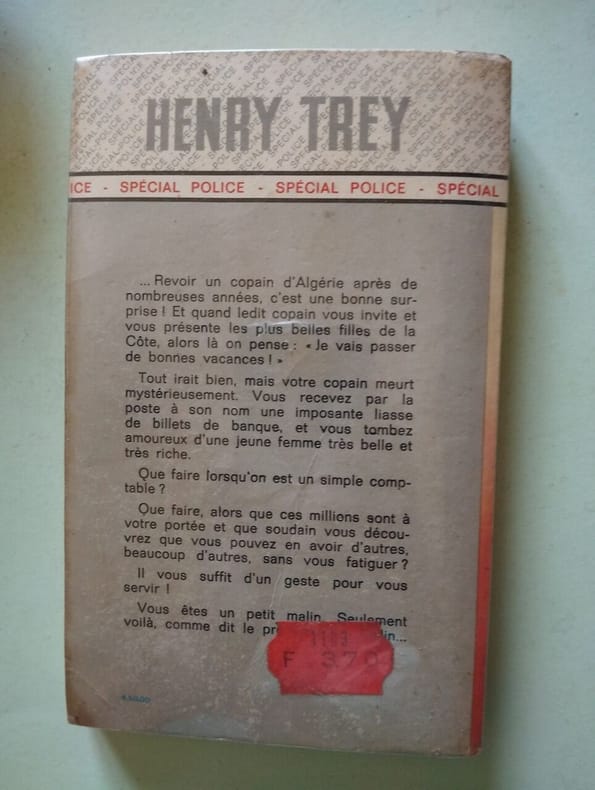 HENRY TREY
ICE - SPÉCIAL POLICE - SPÉCIAL POLICE - SPÉCIAL
... Revoir un copain d'Algérie après de
nombreuses années, c'est une bonne sur-
prise ! Et quand ledit copain vous invite et
vous présente les plus belles filles de la
Côte, alors là on pense : « Je vais passer
de bonnes vacances ! »
Tout irait bien, mais votre copain meurt
mystérieusement. Vous recevez par la
poste à son nom une imposante liasse
de billets de banque, et vous tombez
amoureux d'une jeune femme très belle et
très riche.
Que faire lorsqu'on est un simple comp-
table ?
Que faire, alors que ces millions sont à
votre portée et que soudain vous décou-
vrez que vous pouvez en avoir d'autres,
beaucoup d'autres, sans vous fatiguer ?
Il vous suffit d'un geste pour vous
servir !
Vous êtes un petit malin. Seulement
voilà, comme dit le
F 370